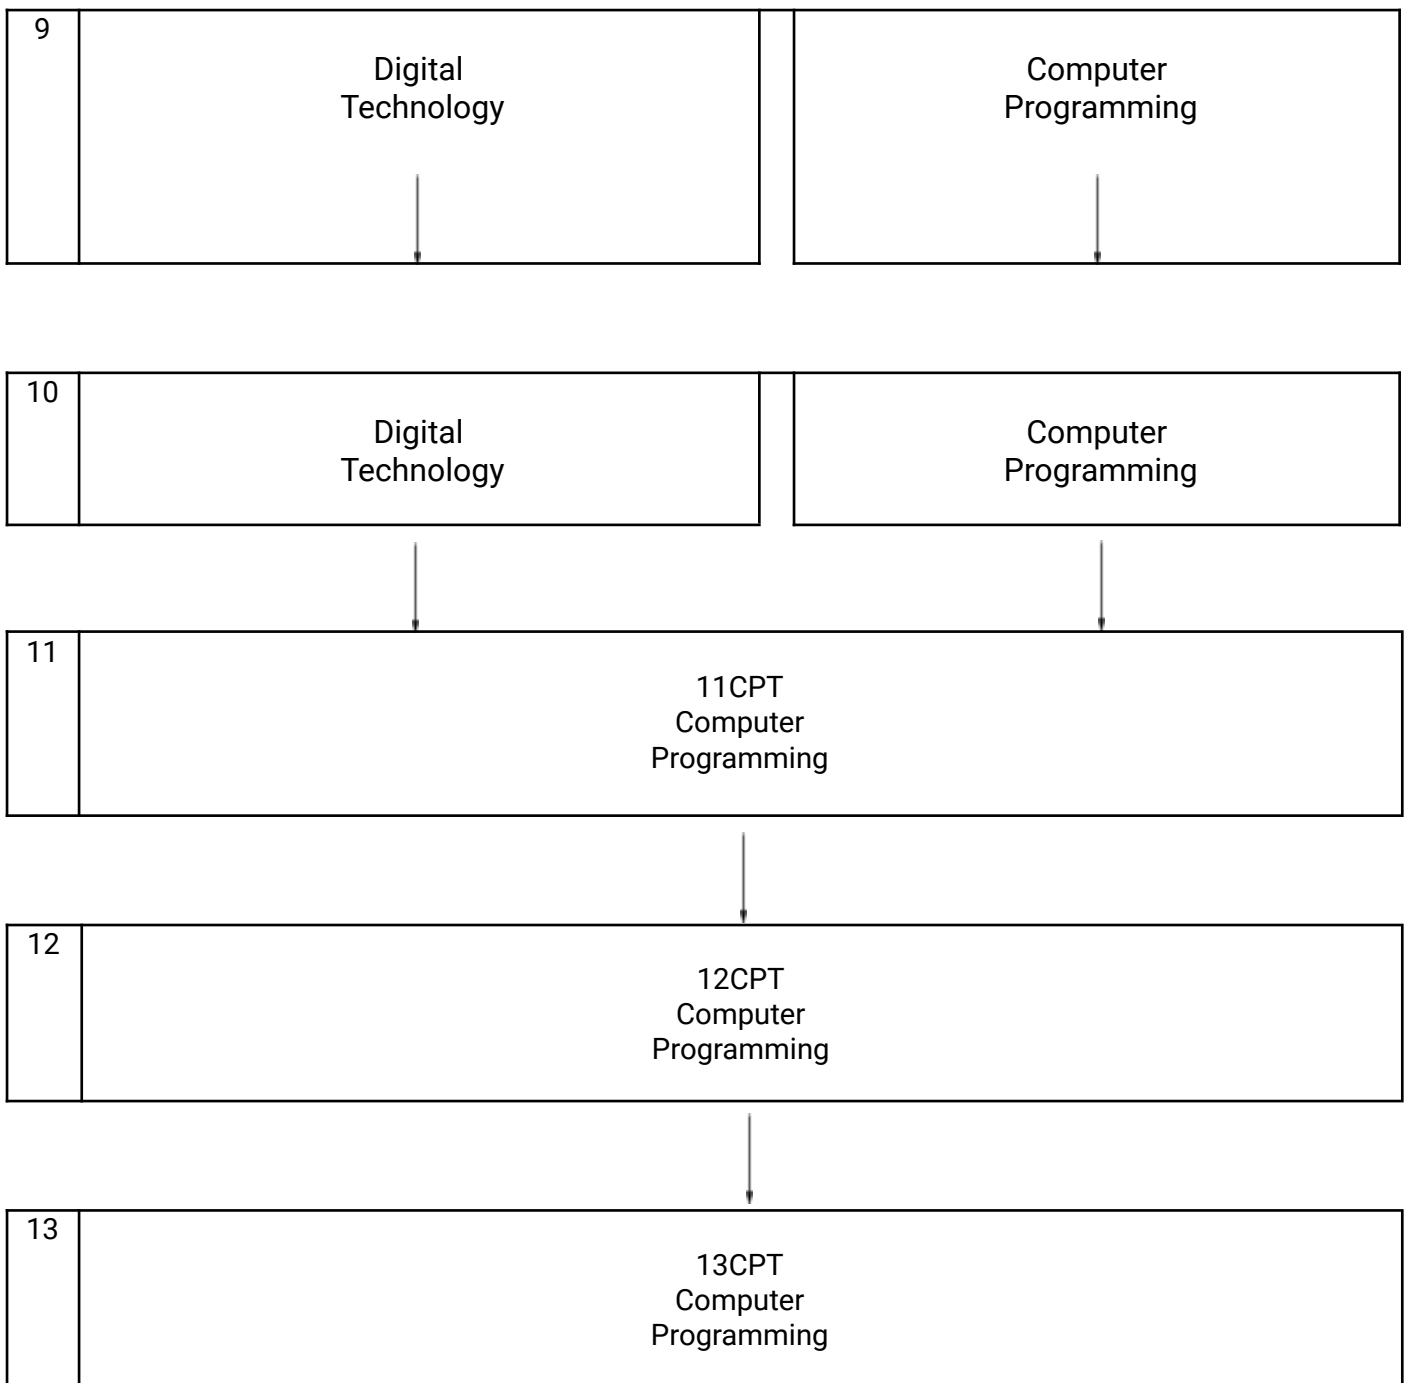 9
Digital
Technology
Computer
Programming
10
Digital
Technology
Computer
Programming
11
11CPT
Computer
Programming
12
12CPT
Computer
Programming
13
13CPT
Computer
Programming